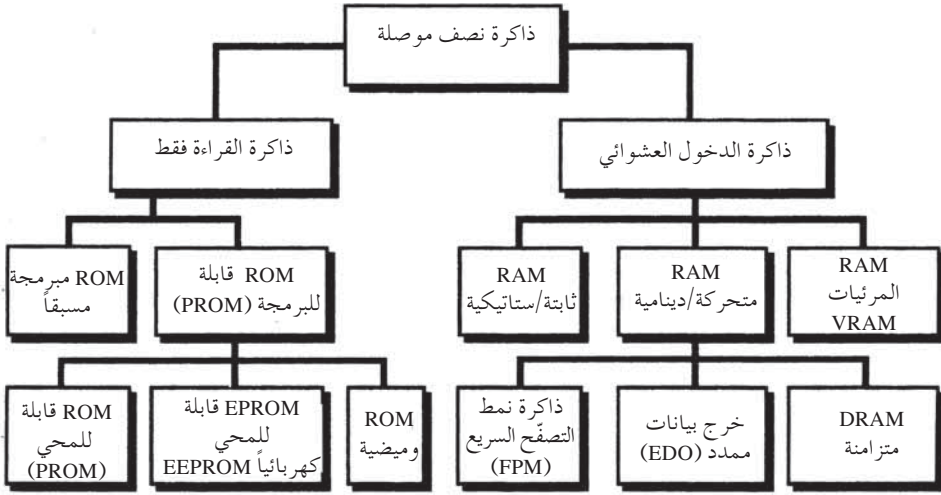 ذاكرة نصف موصلة
ذاكرة الدخول العشوائي
ذاكرة القراءة فقط
RAM
المرئيات
VRAM
RAM
متحركة/دينامية
RAM
ثابتة/ستاتيكية
ROM قابلة
للبرمجة (PROM)
ROM مبرمجة
مسبقاً
DRAM
متزامنة
خرج بيانات
ممدد (EDO)
ذاكرة نمط
التصفّح السريع
(FPM)
ROM
وميضية
EPROM قابلة
للمحي
كهربائياً EEPROM
ROM قابلة
للمحي
(PROM)